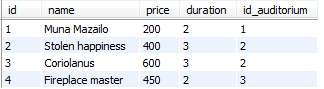 id name price duration id_auditorium
1 Muna Mazailo 200 2 1
2 Stolen happiness 400 3 2
3 Coriolanus 600 3 2
4 Fireplace master 450 2 3